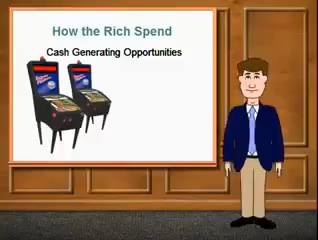 How the Rich Spend
Cash Generating Opportunities